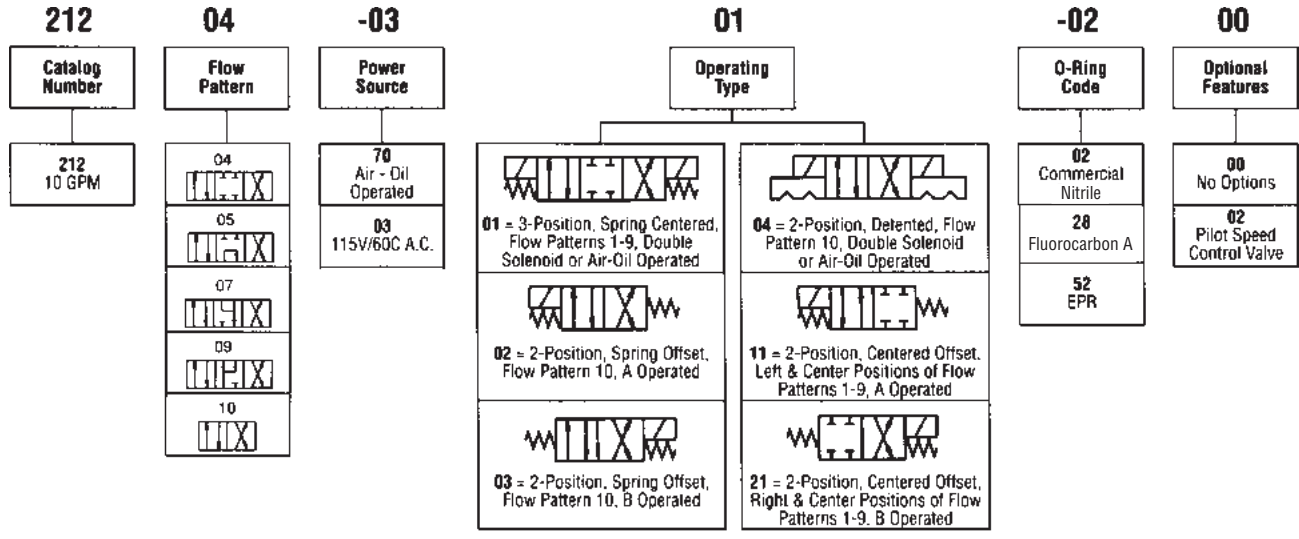 212 04 -03 01 -02 00
Catalog
Number
Flow
Pattern
Power
Source
Operating
Type
O-Ring
Code
Optional
Features
212
10 GPM
04
05
07
09
10
70
Air - Oil
Operated
03
115V/60C A.C.
01 = 3-Position, Spring Centered,
Flow Patterns 1-9, Double
Solenoid or Air-Oil Operated
02 = 2-Position, Spring Offset,
Flow Pattern 10, A Operated
03 = 2-Position, Spring Offset,
Flow Pattern 10, B Operated
04 = 2-Position, Detented, Flow
Pattern 10, Double Solenoid
or Air-Oil Operated
11 = 2-Position, Centered Offset.
Left & Center Positions of Flow
Patterns 1-9, A Operated
21 = 2-Position, Centered Offset,
Right & Center Positions of Flow
Patterns 1-9. B Operated
02
Commercial
Nitrile
28
Fluorocarbon A
52
EPR
00
No Options
02
Pilot Speed
Control Valve